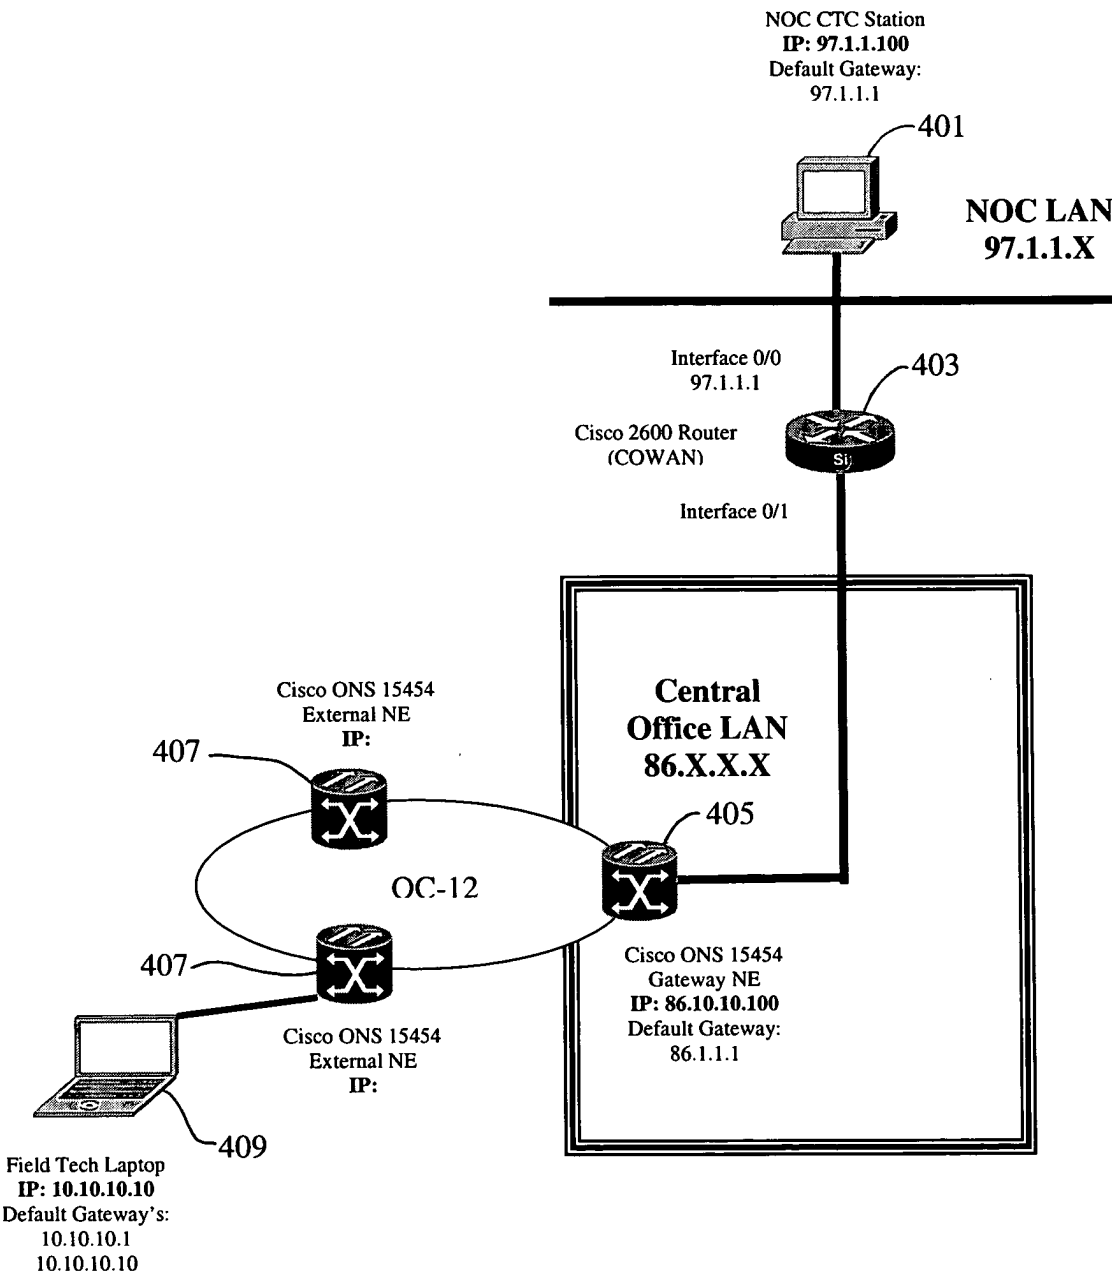 NOC CTC Station
IP: 97.1.1.100
Default Gateway:
97.1.1.1
401
NOC LAN
97.1.1.X
Interface 0/0
97.1.1.1
403
Cisco 2600 Router
(COWAN)
Si
Interface 0/1
Cisco ONS 15454
External NE
IP:
407
Central
Office LAN
86.X.X.X
405
OC-12
407
Cisco ONS 15454
Gateway NE
IP: 86.10.10.100
Default Gateway:
86.1.1.1
Cisco ONS 15454
External NE
IP:
409
Field Tech Laptop
IP: 10.10.10.10
Default Gateway's:
10.10.10.1
10.10.10.10